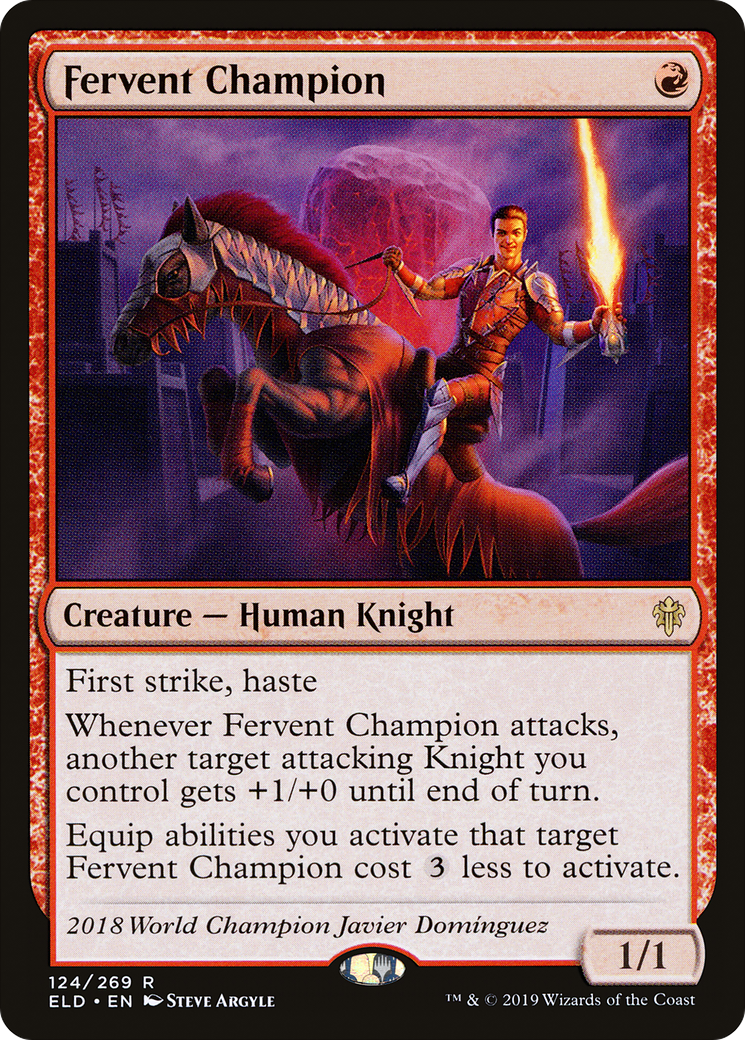 Fervent Champion
Creature — Human Knight
First strike, haste
Whenever Fervent Champion attacks,
another target attacking Knight you
control gets +1/+0 until end of turn.
Equip abilities you activate that target
Fervent Champion cost 3 less to activate.
2018 World Champion Javier Domínguez
1/1
124/269 R
ELD • EN Steve Argyle
™ & © 2019 Wizards of the Coast